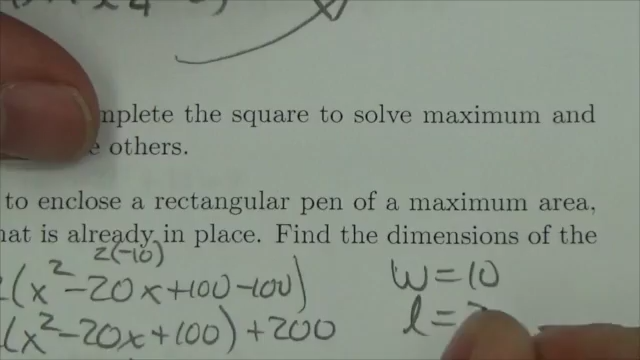 mplete the square to solve maximum and
e others.
to enclose a rectangular pen of a maximum area,
hat is already in place. Find the dimensions of the
2(-10)
(x² - 20x + 100 - 100) w = 10
(x² - 20x + 100) + 200 l =